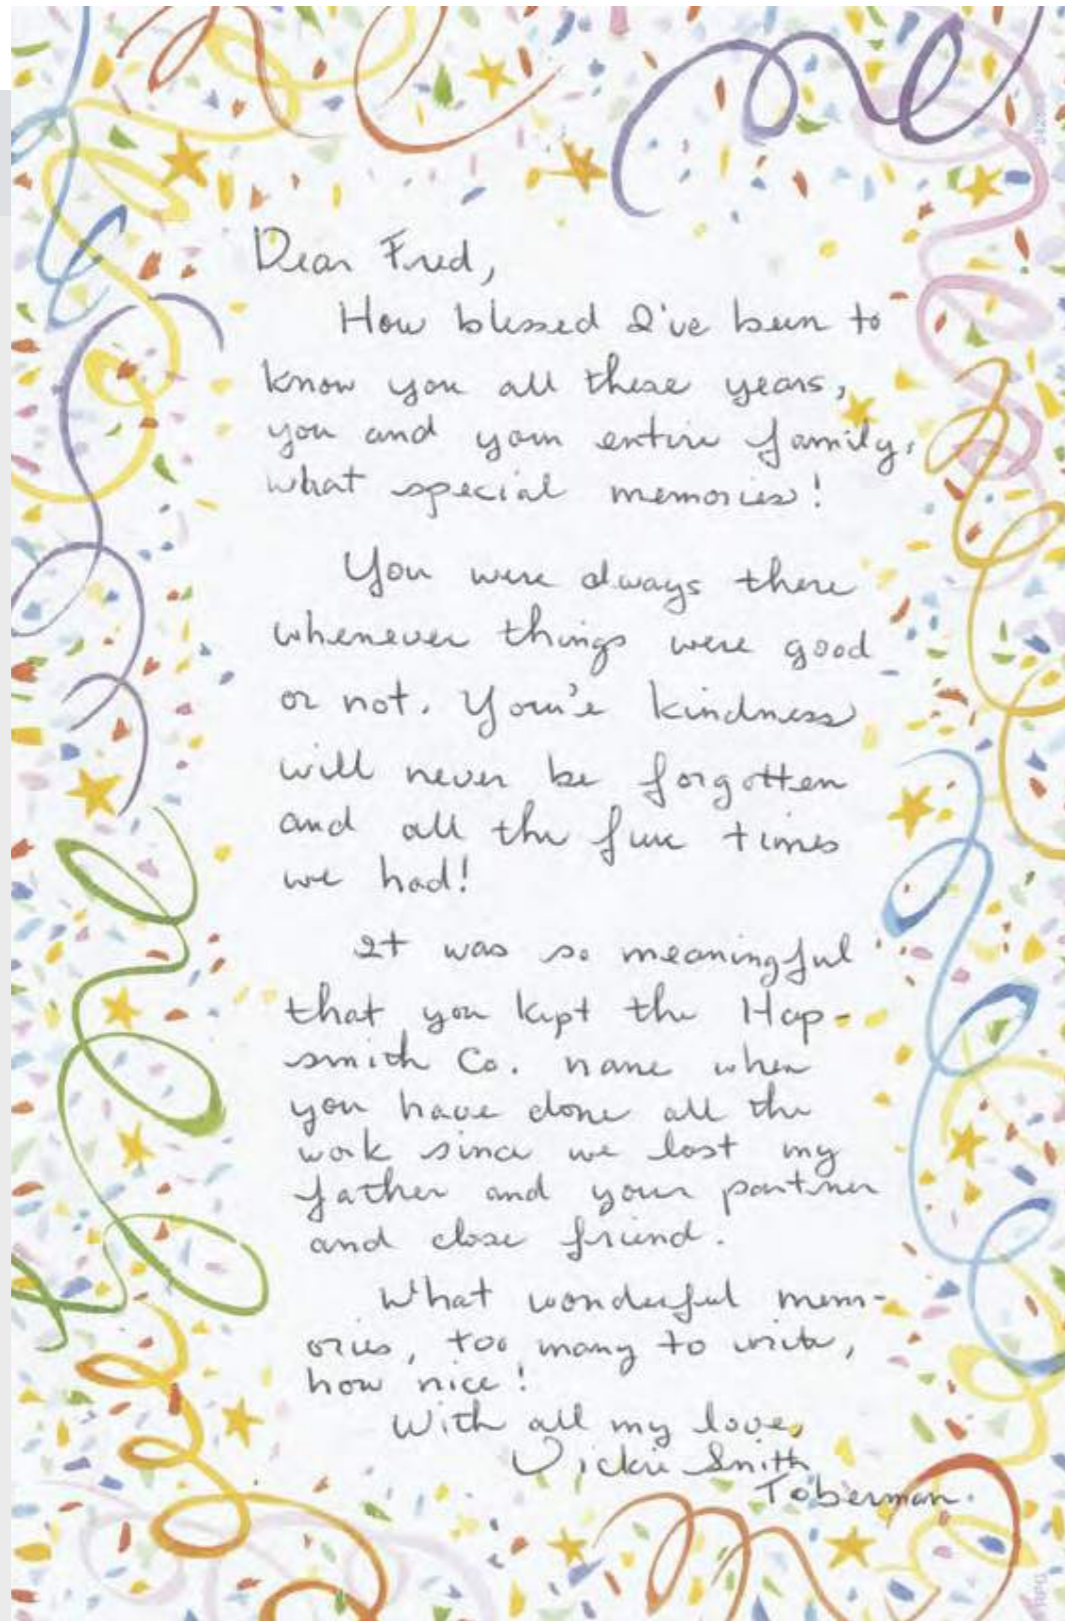 Dear Fred,
How blessed I've been to
know you all these years,
you and your entire family,
what special memories!
You were always there
whenever things were good
or not. Your'e kindness
will never be forgotten
and all the fun times
we had!
It was so meaningful
that you kept the Hap-
smith Co. name when
you have done all the
work since we lost my
father and your partner
and close friend.
What wonderful mem-
ories, too many to write,
how nice!
With all my love,
Vickie Smith
Toberman